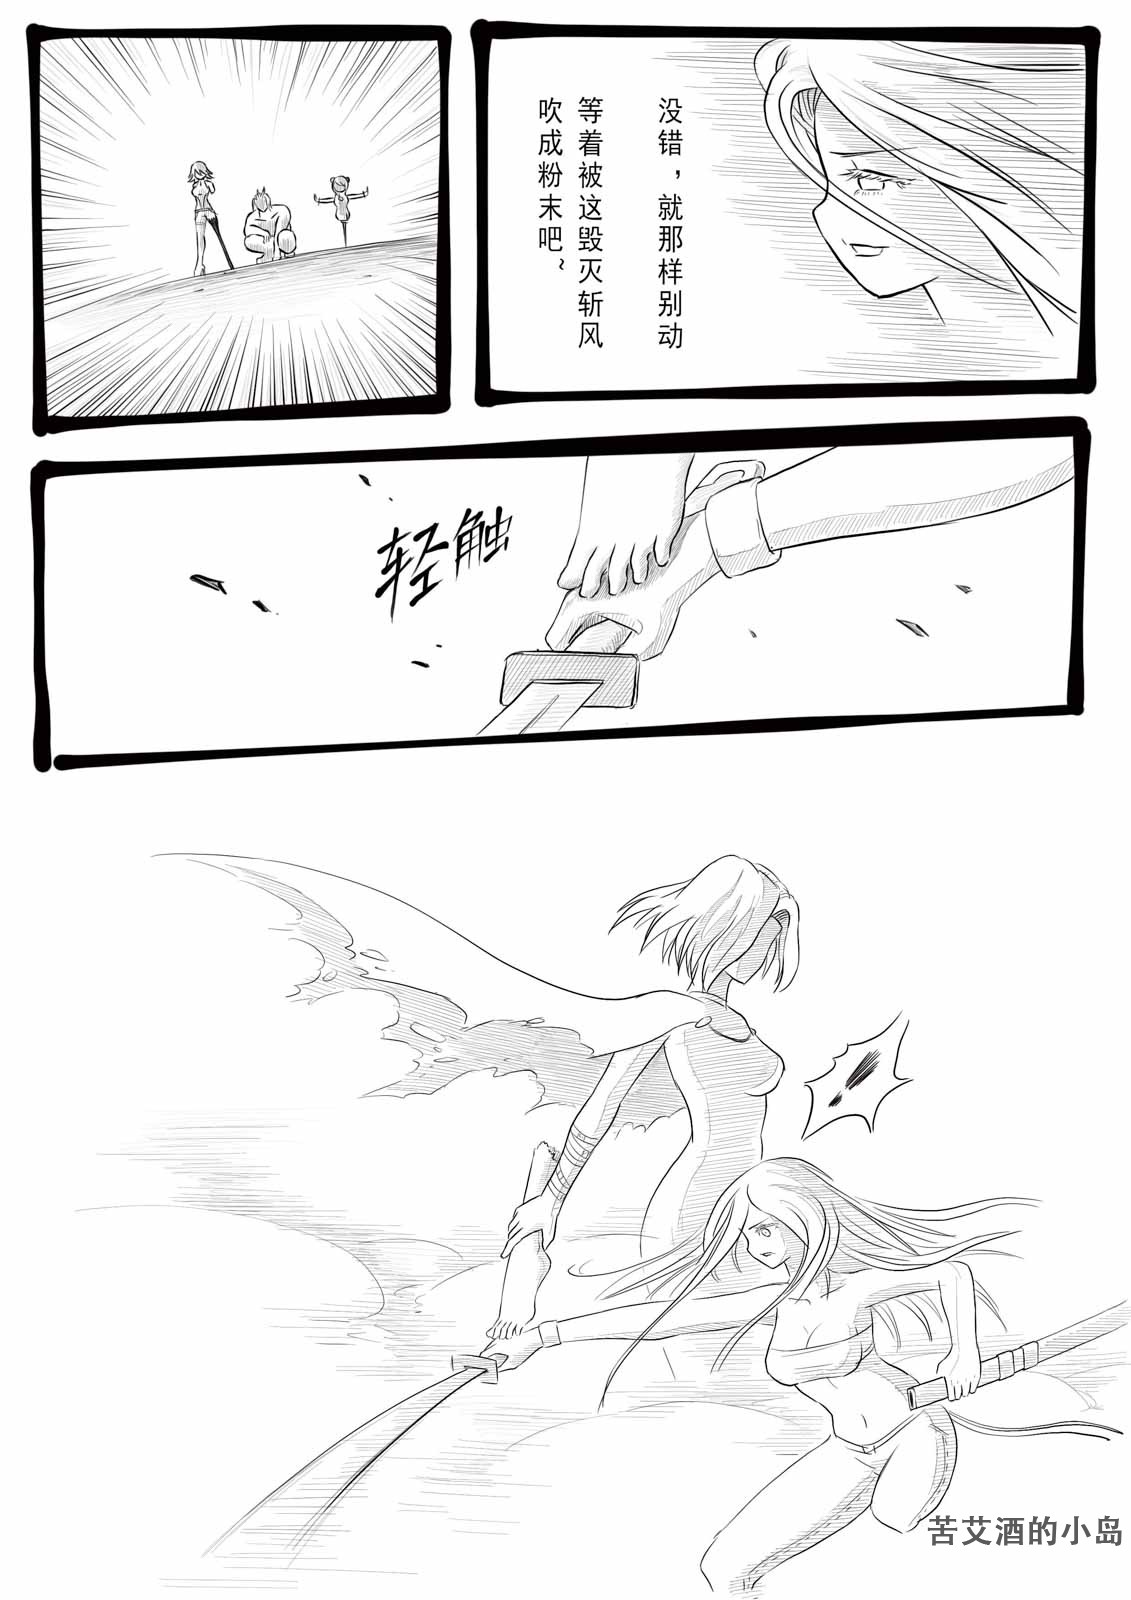 没错，就那样别动
等着被这毁灭斩风
吹成粉末吧~
轻触
!
苦艾酒的小岛